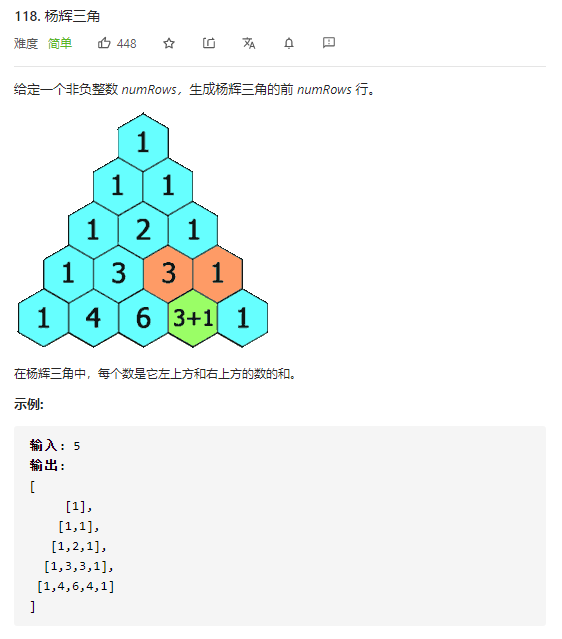 118. 杨辉三角
难度 简单 448
给定一个非负整数 numRows，生成杨辉三角的前 numRows 行。
1
1 1
1 2 1
1 3 3 1
1 4 6 3+1 1
在杨辉三角中，每个数是它左上方和右上方的数的和。
示例:
输入: 5
输出:
[
[1],
[1,1],
[1,2,1],
[1,3,3,1],
[1,4,6,4,1]
]